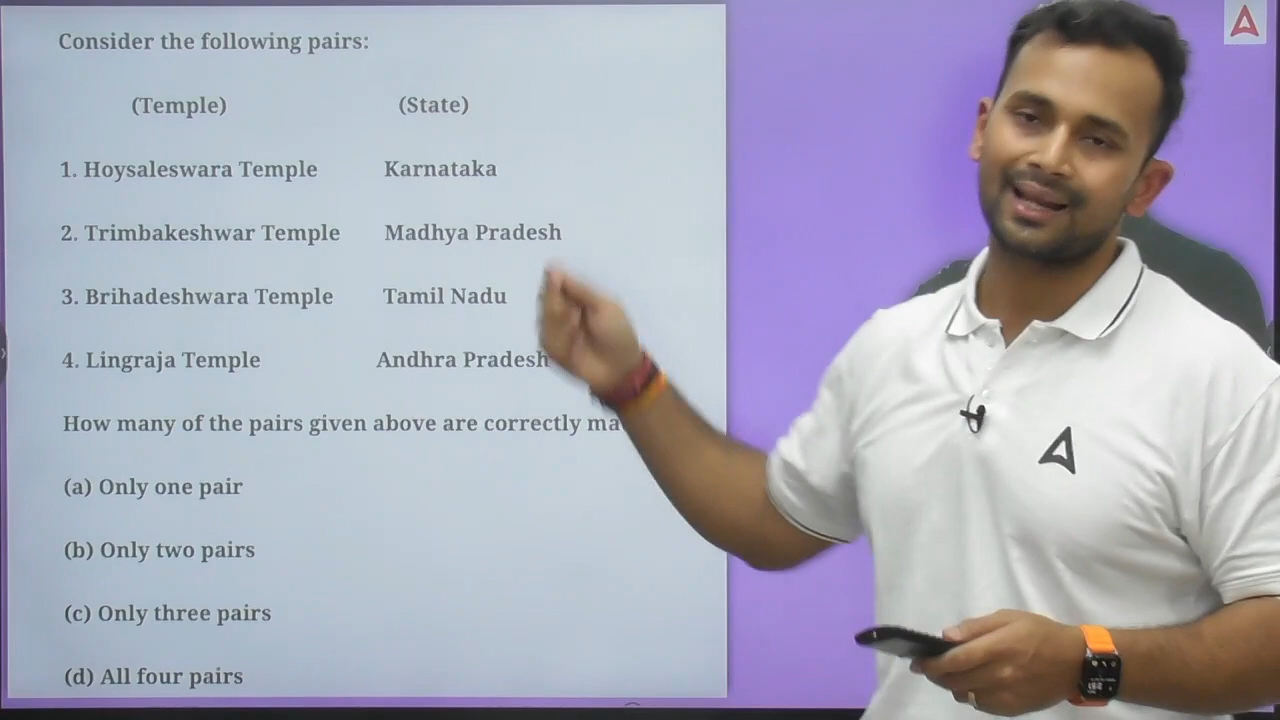 Consider the following pairs:
(Temple) (State)
1. Hoysaleswara Temple Karnataka
2. Trimbakeshwar Temple Madhya Pradesh
3. Brihadeshwara Temple Tamil Nadu
4. Lingraja Temple Andhra Pradesh
How many of the pairs given above are correctly
(a) Only one pair
(b) Only two pairs
(c) Only three pairs
(d) All four pairs